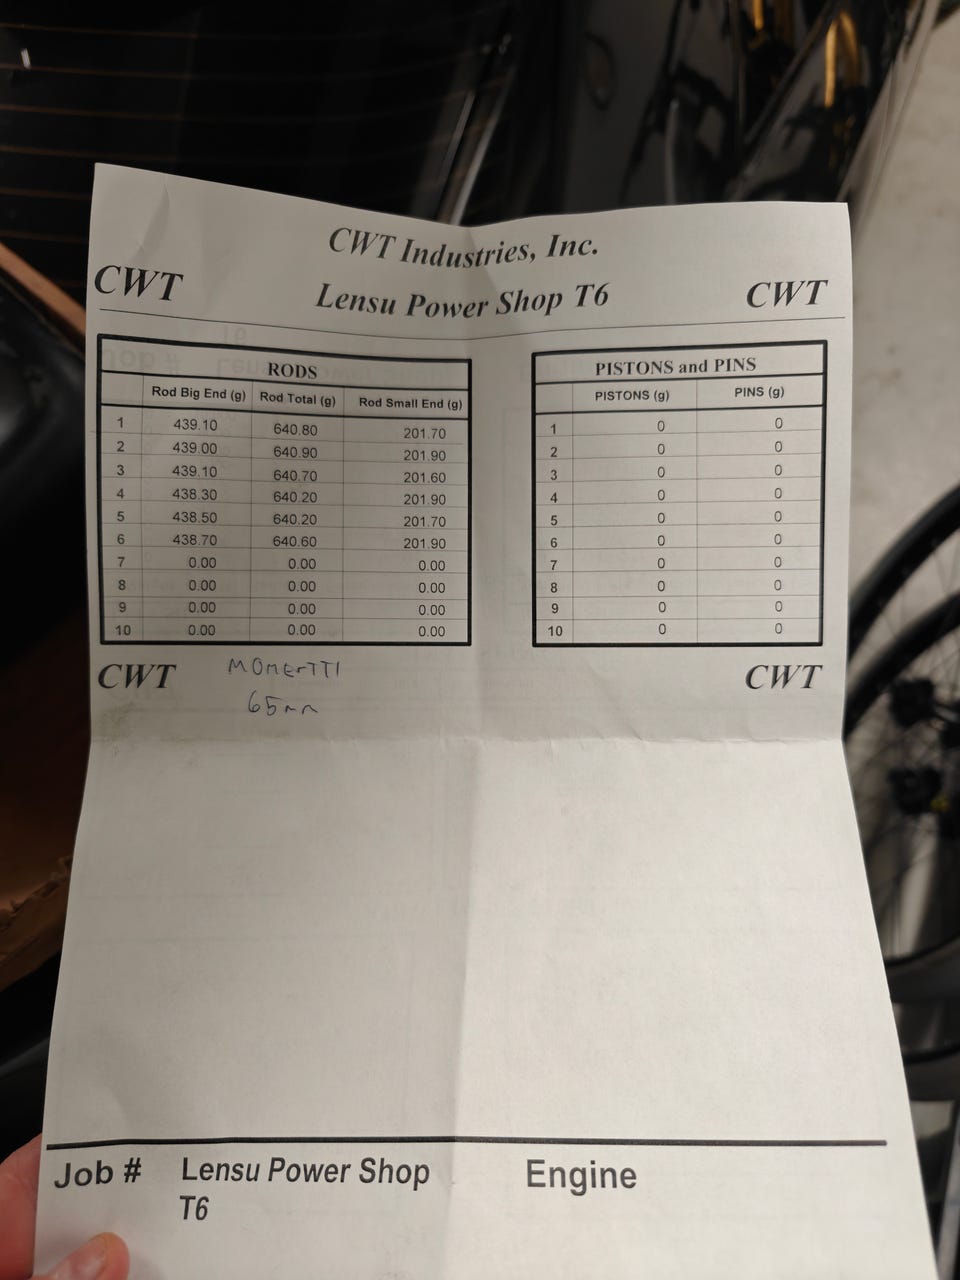 CWT Industries, Inc.
CWT Lensu Power Shop T6 CWT
RODS
Rod Big End (g) Rod Total (g) Rod Small End (g)
1 439.10 640.80 201.70
2 439.00 640.90 201.90
3 439.10 640.70 201.60
4 438.30 640.20 201.90
5 438.50 640.20 201.70
6 438.70 640.60 201.90
7 0.00 0.00 0.00
8 0.00 0.00 0.00
9 0.00 0.00 0.00
10 0.00 0.00 0.00
PISTONS and PINS
PISTONS (g) PINS (g)
1 0 0
2 0 0
3 0 0
4 0 0
5 0 0
6 0 0
7 0 0
8 0 0
9 0 0
10 0 0
CWT MOMENTTI CWT
65mm
Job # Lensu Power Shop Engine
T6